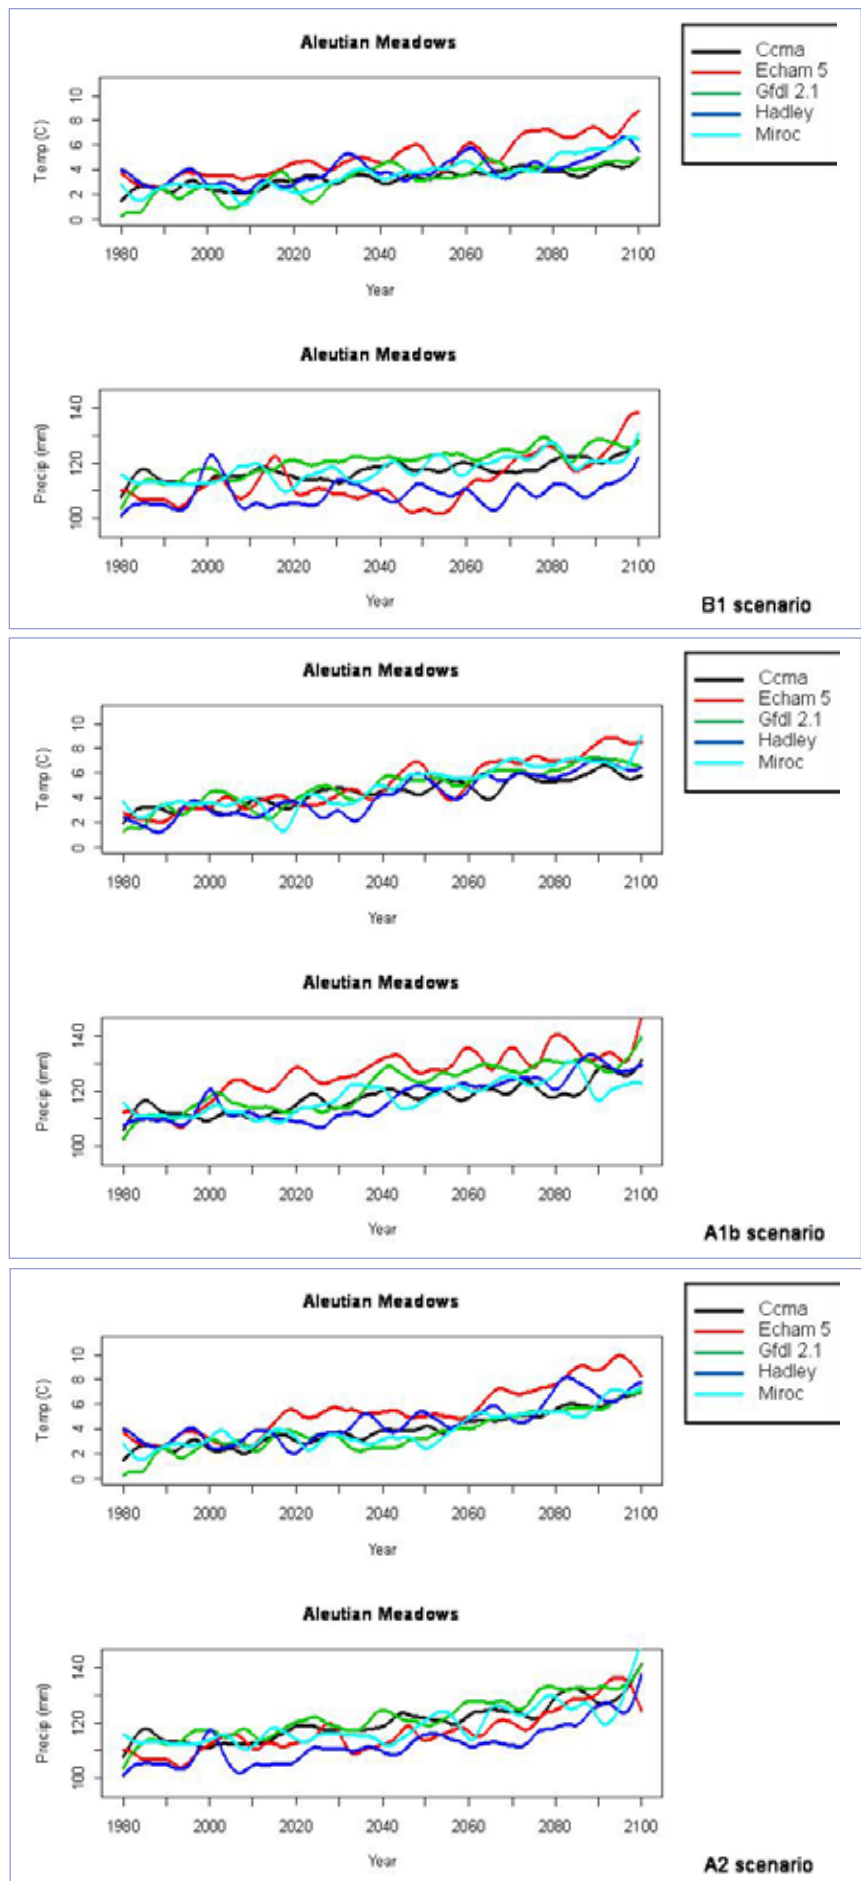 Aleutian Meadows
Ccma
Echam 5
Gfdl 2.1
Hadley
Miroc
Temp (C)
10
8
6
4
2
0
1980 2000 2020 2040 2060 2080 2100
Year
Aleutian Meadows
Precip (mm)
140
120
100
1980 2000 2020 2040 2060 2080 2100
Year
B1 scenario
Aleutian Meadows
Ccma
Echam 5
Gfdl 2.1
Hadley
Miroc
Temp (C)
10
8
6
4
2
0
1980 2000 2020 2040 2060 2080 2100
Year
Aleutian Meadows
Precip (mm)
140
120
100
1980 2000 2020 2040 2060 2080 2100
Year
A1b scenario
Aleutian Meadows
Ccma
Echam 5
Gfdl 2.1
Hadley
Miroc
Temp (C)
10
8
6
4
2
0
1980 2000 2020 2040 2060 2080 2100
Year
Aleutian Meadows
Precip (mm)
140
120
100
1980 2000 2020 2040 2060 2080 2100
Year
A2 scenario